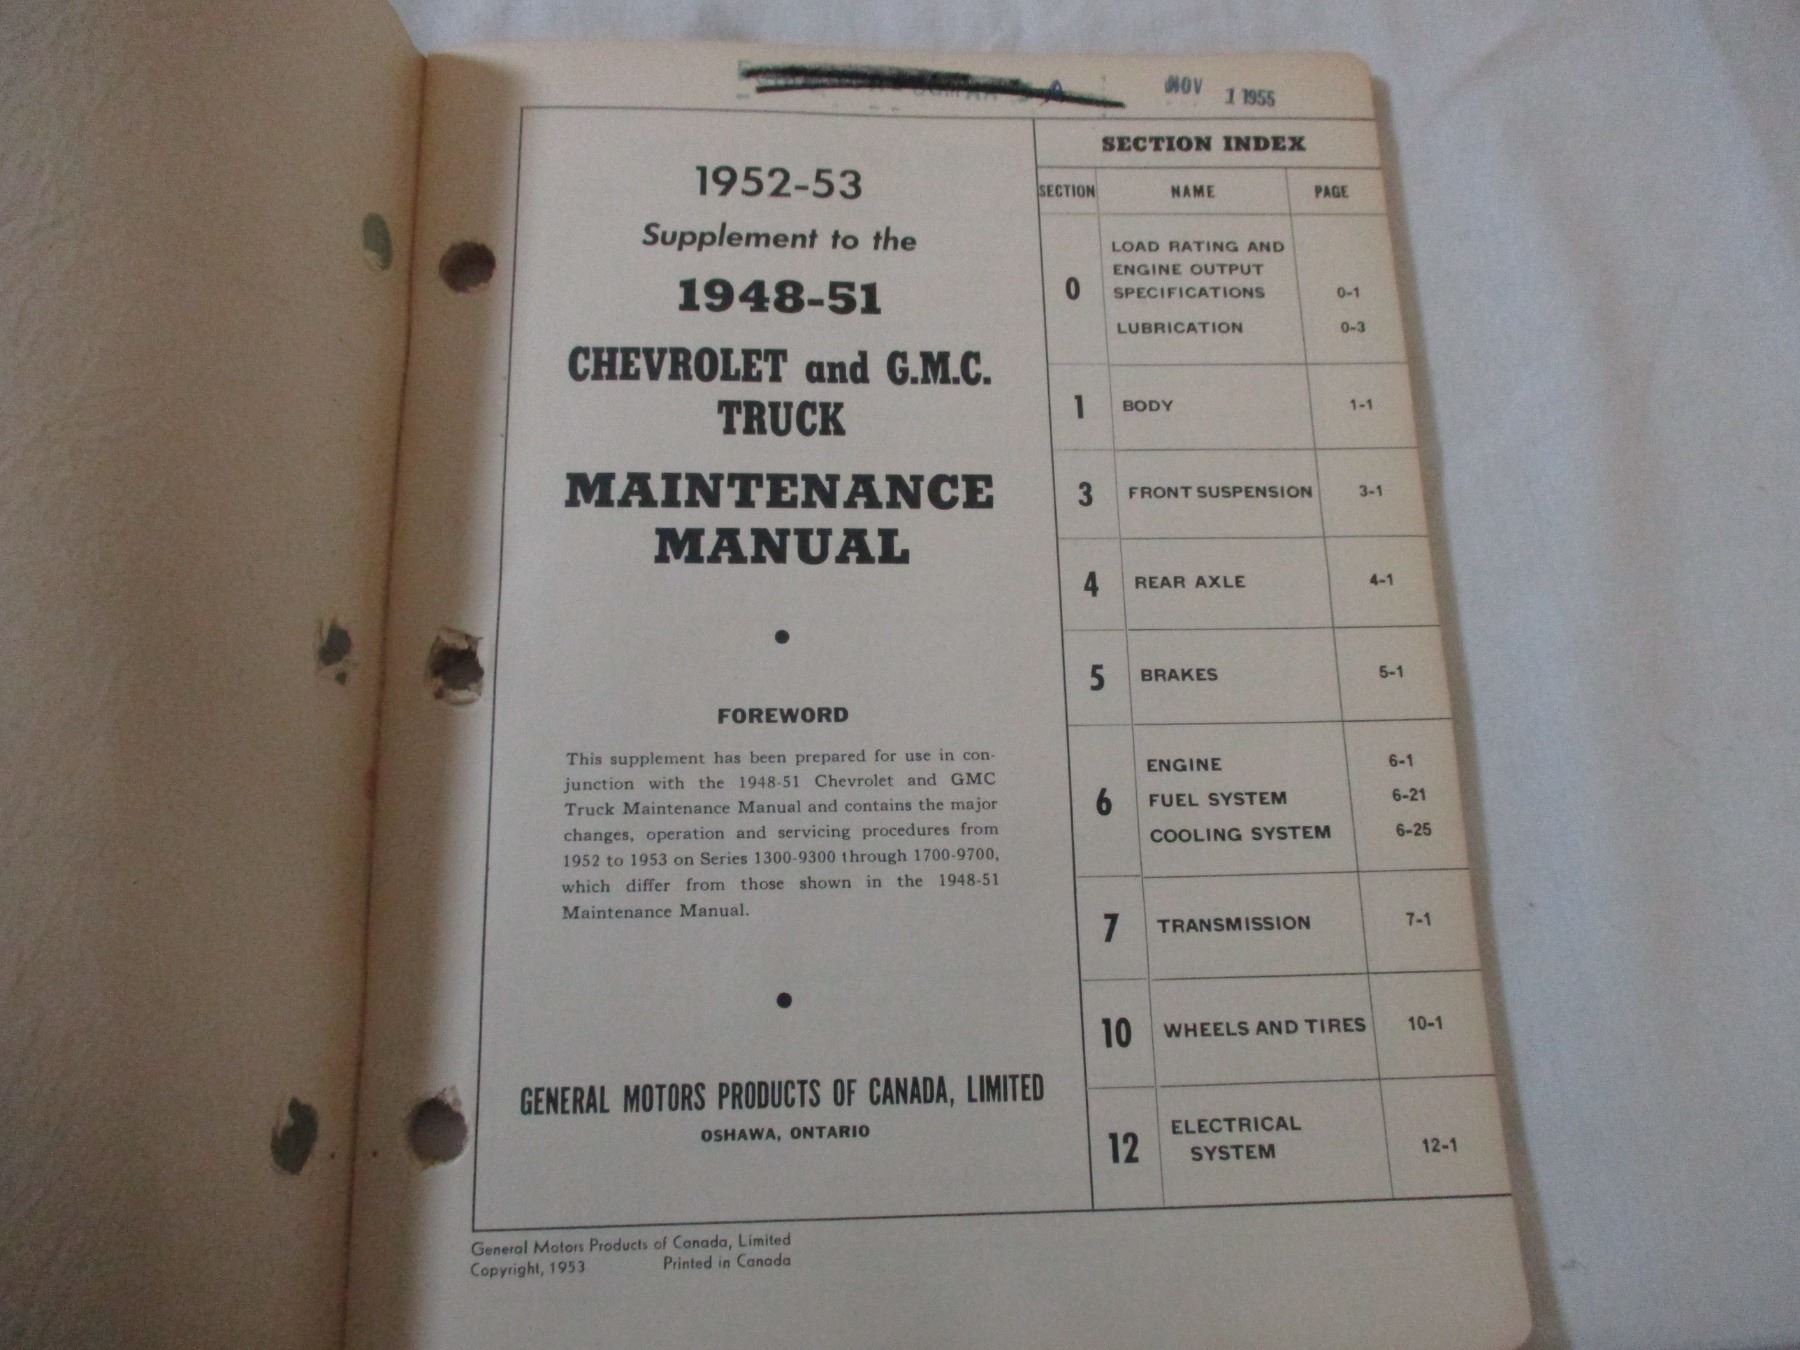 NOV 1 1955
1952-53
Supplement to the
1948-51
CHEVROLET and G.M.C.
TRUCK
MAINTENANCE
MANUAL
FOREWORD
This supplement has been prepared for use in con-
junction with the 1948-51 Chevrolet and GMC
Truck Maintenance Manual and contains the major
changes, operation and servicing procedures from
1952 to 1953 on Series 1300-9300 through 1700-9700,
which differ from those shown in the 1948-51
Maintenance Manual.
GENERAL MOTORS PRODUCTS OF CANADA, LIMITED
OSHAWA, ONTARIO
SECTION INDEX
SECTION NAME PAGE
LOAD RATING AND
ENGINE OUTPUT
0 SPECIFICATIONS 0-1
LUBRICATION 0-3
1 BODY 1-1
3 FRONT SUSPENSION 3-1
4 REAR AXLE 4-1
5 BRAKES 5-1
ENGINE 6-1
6 FUEL SYSTEM 6-21
COOLING SYSTEM 6-25
7 TRANSMISSION 7-1
10 WHEELS AND TIRES 10-1
ELECTRICAL
12 SYSTEM 12-1
General Motors Products of Canada, Limited
Copyright, 1953 Printed in Canada